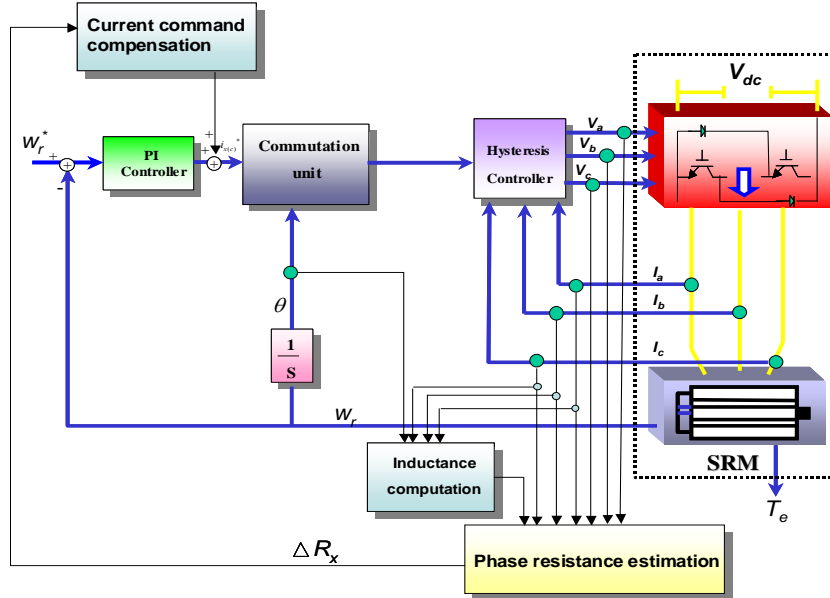 Current command
compensation
V_dc
W_r^*
+
-
PI
Controller
+
+
Commutation
unit
Hysteresis
Controller
V_a
V_b
V_c
I_a
I_b
I_c
θ
1
S
W_r
Inductance
computation
SRM
T_e
△ R_x
Phase resistance estimation